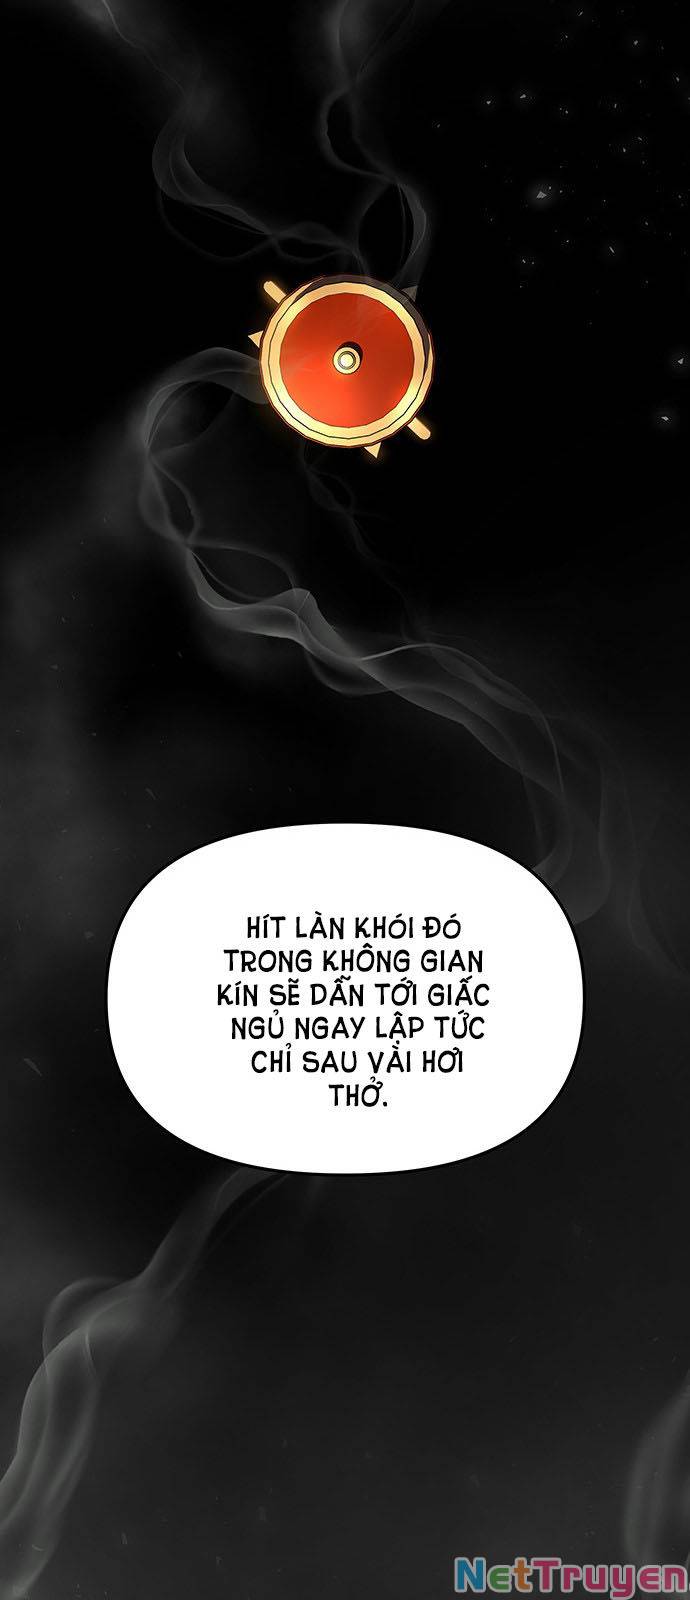 HÍT LÀN KHÓI ĐÓ
TRONG KHÔNG GIAN
KÍN SẼ DẪN TỚI GIẤC
NGỦ NGAY LẬP TỨC
CHỈ SAU VÀI HƠI
THỞ.
NetTruyen